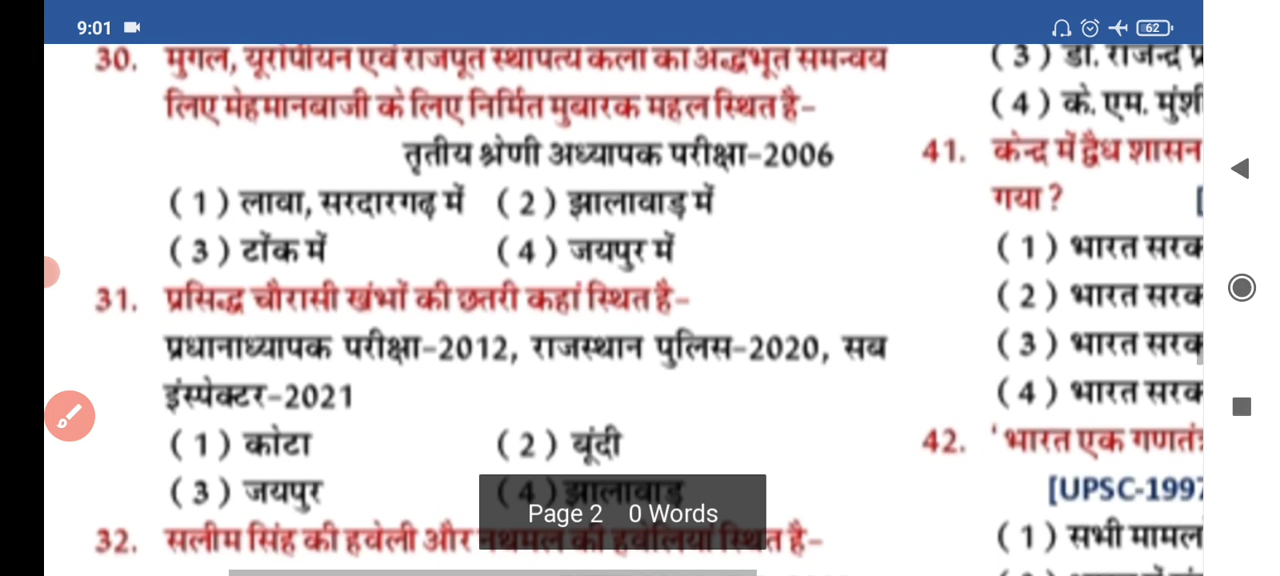 9:01
62
30. मुगल, यूरोपीयन एवं राजपूत स्थापत्य कला का अद्धभूत समन्वय
लिए मेहमानबाजी के लिए निर्मित मुबारक महल स्थित है-
तृतीय श्रेणी अध्यापक परीक्षा-2006
(1) लावा, सरदारगढ़ में (2) झालावाड़ में
(3) टोंक में (4) जयपुर में
31. प्रसिद्ध चौरासी खंभों की छतरी कहां स्थित है-
प्रधानाध्यापक परीक्षा-2012, राजस्थान पुलिस-2020, सब
इंस्पेक्टर-2021
(1) कोटा (2) बूंदी
(3) जयपुर (4) झालावाड़
Page 2 0 Words
32. सलीम सिंह की हवेली और नथमल की हवेलियां स्थित है-
(3) डॉ. राजेन्द्र प्र
(4) के. एम. मुंशी
41. केन्द्र में द्वैध शासन
गया?
(1) भारत सरक
(2) भारत सरक
(3) भारत सरक
(4) भारत सरक
42. 'भारत एक गणतं
[UPSC-1997
(1) सभी मामल